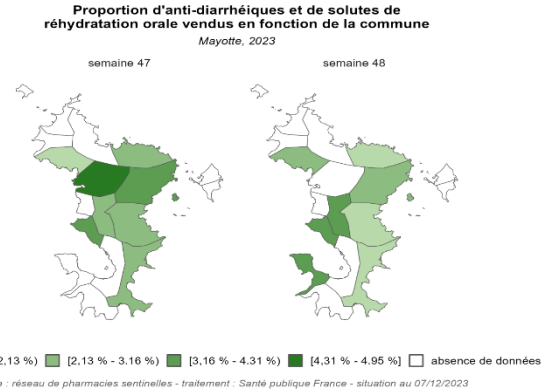 Proportion d'anti-diarrhéiques et de solutes de
réhydratation orale vendus en fonction de la commune
Mayotte, 2023
semaine 47 semaine 48
2,13 %) [2,13 % - 3.16 %) [3,16 % - 4.31 %) [4,31 % - 4.95 %] absence de données
: réseau de pharmacies sentinelles - traitement : Santé publique France - situation au 07/12/2023